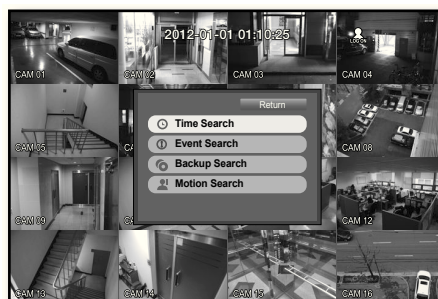 2012-01-01 01:10:25
LOG ON
CAM 01
CAM 02
CAM 03
CAM 04
Return
Time Search
Event Search
Backup Search
Motion Search
CAM 05
CAM 08
CAM 09
CAM 12
CAM 13
CAM 14
CAM 15
CAM 16